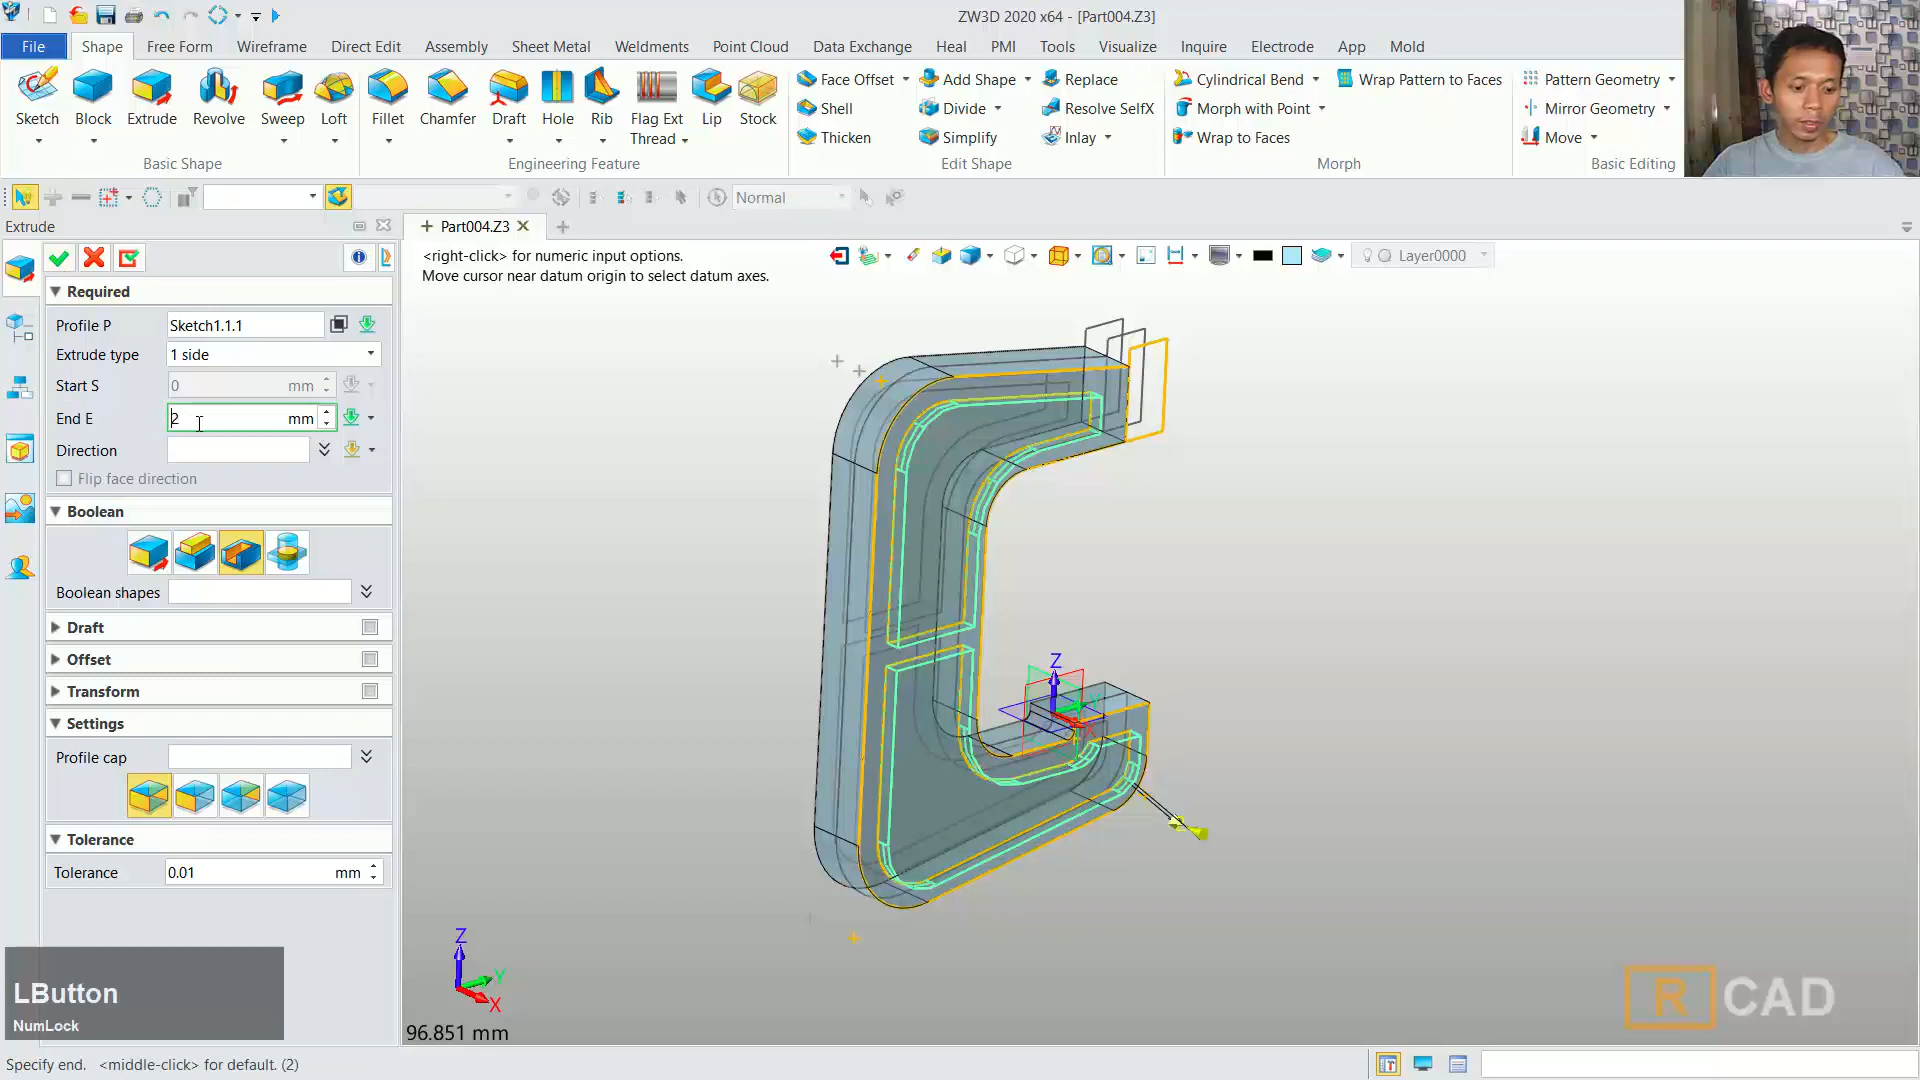 ZW3D 2020 x64 - [Part004.Z3]
File Shape Free Form Wireframe Direct Edit Assembly Sheet Metal Weldments Point Cloud Data Exchange Heal PMI Tools Visualize Inquire Electrode App Mold
Sketch Block Extrude Revolve Sweep Loft Fillet Chamfer Draft Hole Rib Flag Ext Thread Lip Stock
Face Offset Add Shape Replace Cylindrical Bend Wrap Pattern to Faces Pattern Geometry
Shell Divide Resolve SelfX Morph with Point Mirror Geometry
Thicken Simplify Inlay Wrap to Faces Move
Basic Shape Engineering Feature Edit Shape Morph Basic Editing
Normal
Extrude
Part004.Z3
<right-click> for numeric input options.
Move cursor near datum origin to select datum axes.
Layer0000
Required
Profile P Sketch1.1.1
Extrude type 1 side
Start S 0 mm
End E 2 mm
Direction
Flip face direction
Boolean
Boolean shapes
Draft
Offset
Transform
Settings
Profile cap
Tolerance
Tolerance 0.01 mm
Z
X
Z
Y
X
LButton
NumLock
96.851 mm
R CAD
Specify end. <middle-click> for default. (2)